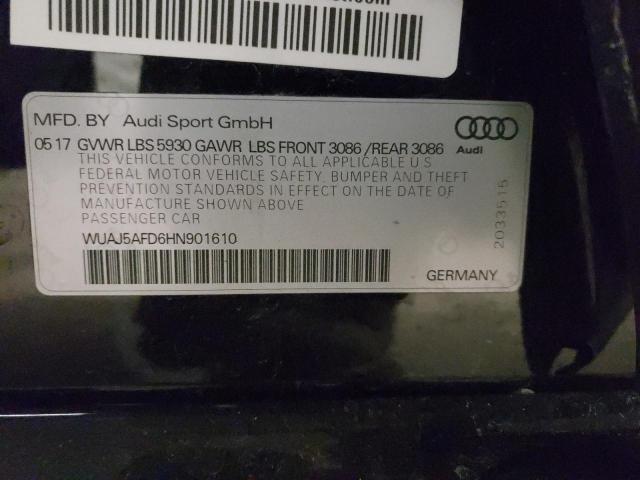 MFD. BY Audi Sport GmbH
05 17 GVWR LBS 5930 GAWR LBS FRONT 3086 /REAR 3086
Audi
THIS VEHICLE CONFORMS TO ALL APPLICABLE U S
FEDERAL MOTOR VEHICLE SAFETY, BUMPER AND THEFT
PREVENTION STANDARDS IN EFFECT ON THE DATE OF
MANUFACTURE SHOWN ABOVE
PASSENGER CAR
WUAJ5AFD6HN901610
GERMANY
2033515